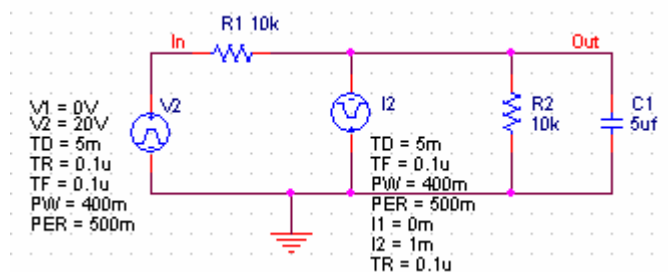 R1 10k
In
Out
V2
V1 = 0V
V2 = 20V
TD = 5m
TR = 0.1u
TF = 0.1u
PW = 400m
PER = 500m
I2
TD = 5m
TF = 0.1u
PW = 400m
PER = 500m
I1 = 0m
I2 = 1m
TR = 0.1u
R2
10k
C1
5uf